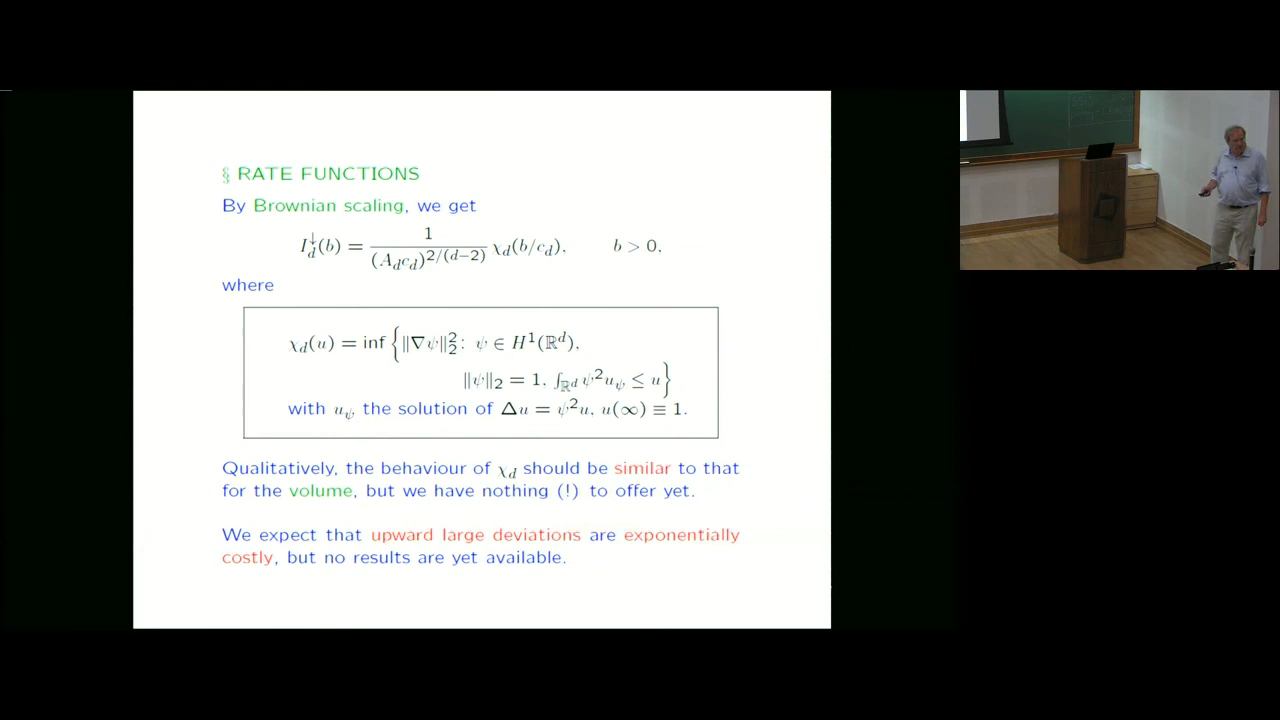 § RATE FUNCTIONS
By Brownian scaling, we get
I_d^↓(b) = 1/(A_d c_d)^{2/(d−2)} χ_d(b/c_d), b > 0,
where
χ_d(u) = inf { ‖∇ψ‖_2^2 : ψ ∈ H^1(ℝ^d),
‖ψ‖_2 = 1, ∫_{ℝ^d} ψ^2 u_ψ ≤ u }
with u_ψ the solution of Δu = ψ^2 u, u(∞) ≡ 1.
Qualitatively, the behaviour of χ_d should be similar to that
for the volume, but we have nothing (!) to offer yet.
We expect that upward large deviations are exponentially
costly, but no results are yet available.